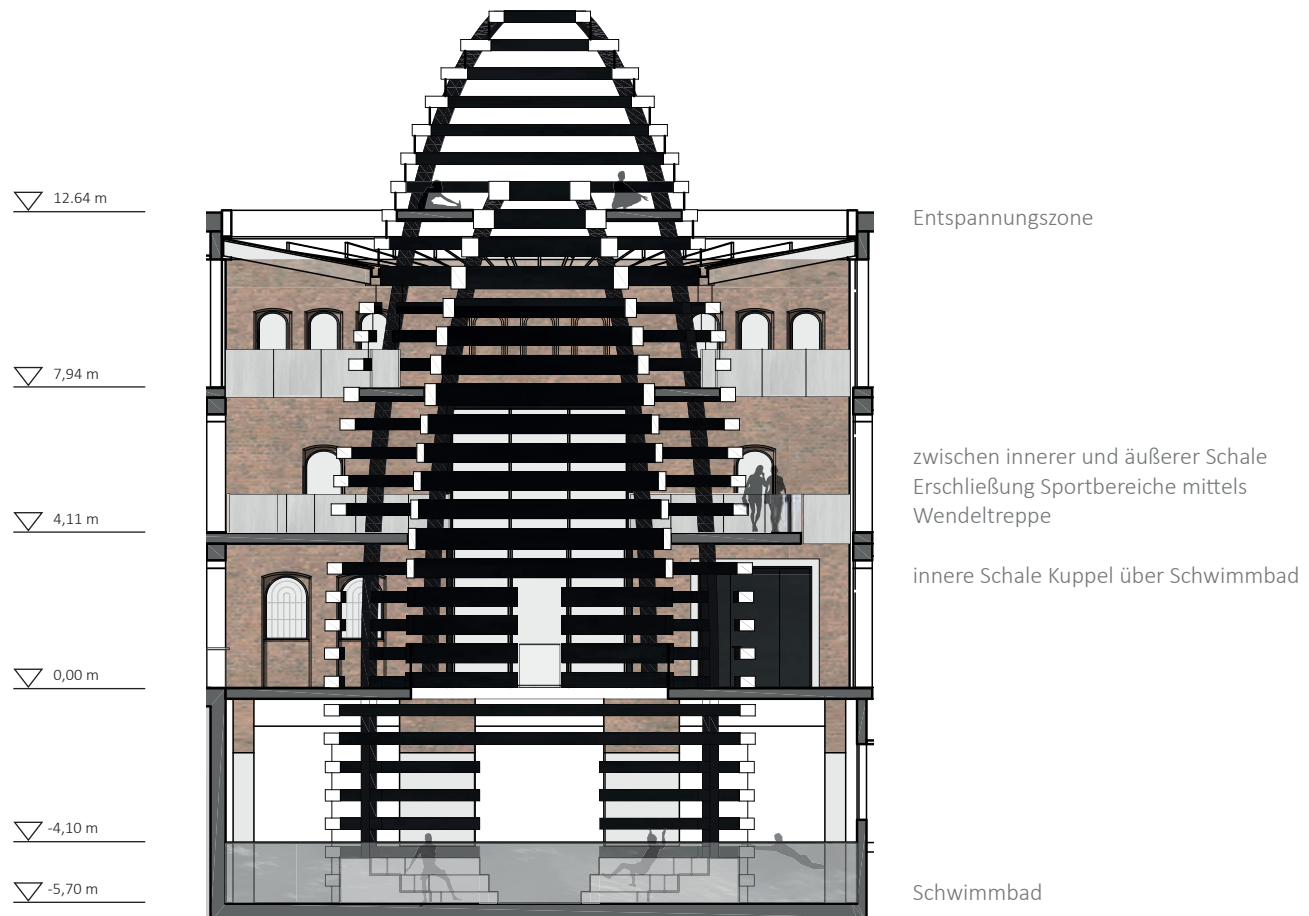 12.64 m
Entspannungszone
7,94 m
zwischen innerer und äußerer Schale
Erschließung Sportbereiche mittels
Wendeltreppe
4,11 m
innere Schale Kuppel über Schwimmbad
0,00 m
-4,10 m
-5,70 m
Schwimmbad